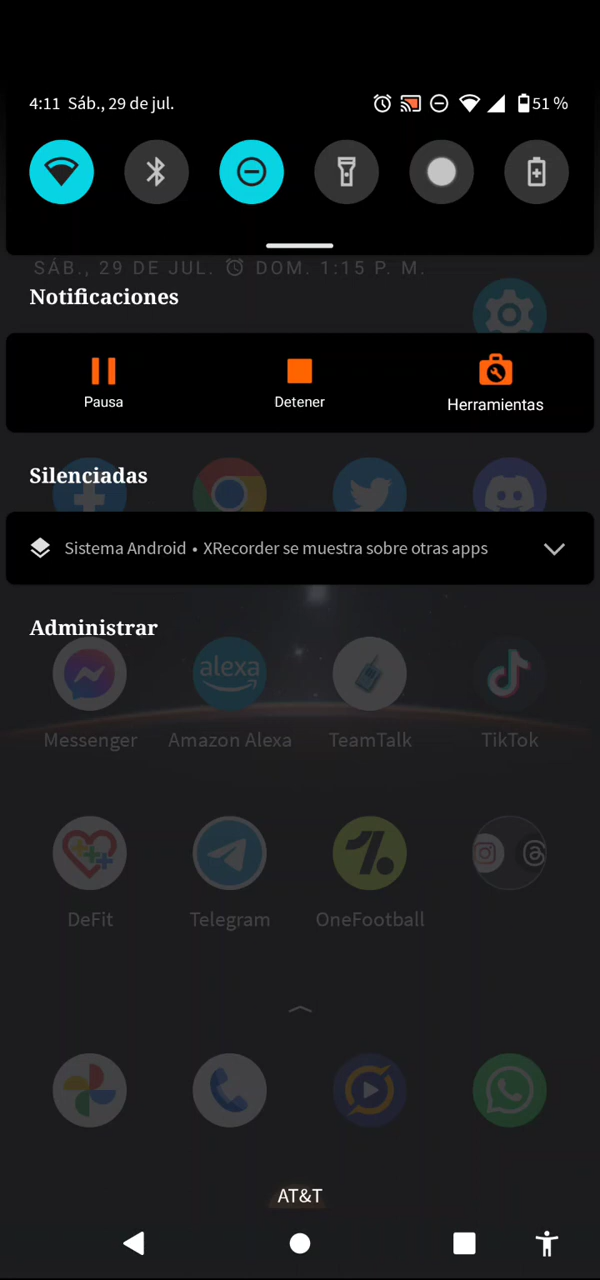 4:11 Sáb., 29 de jul.
51 %
SÁB., 29 DE JUL. DOM. 1:15 P. M.
Notificaciones
Pausa Detener Herramientas
Silenciadas
Sistema Android • XRecorder se muestra sobre otras apps
Administrar
alexa
Messenger Amazon Alexa TeamTalk TikTok
DeFit Telegram OneFootball
AT&T